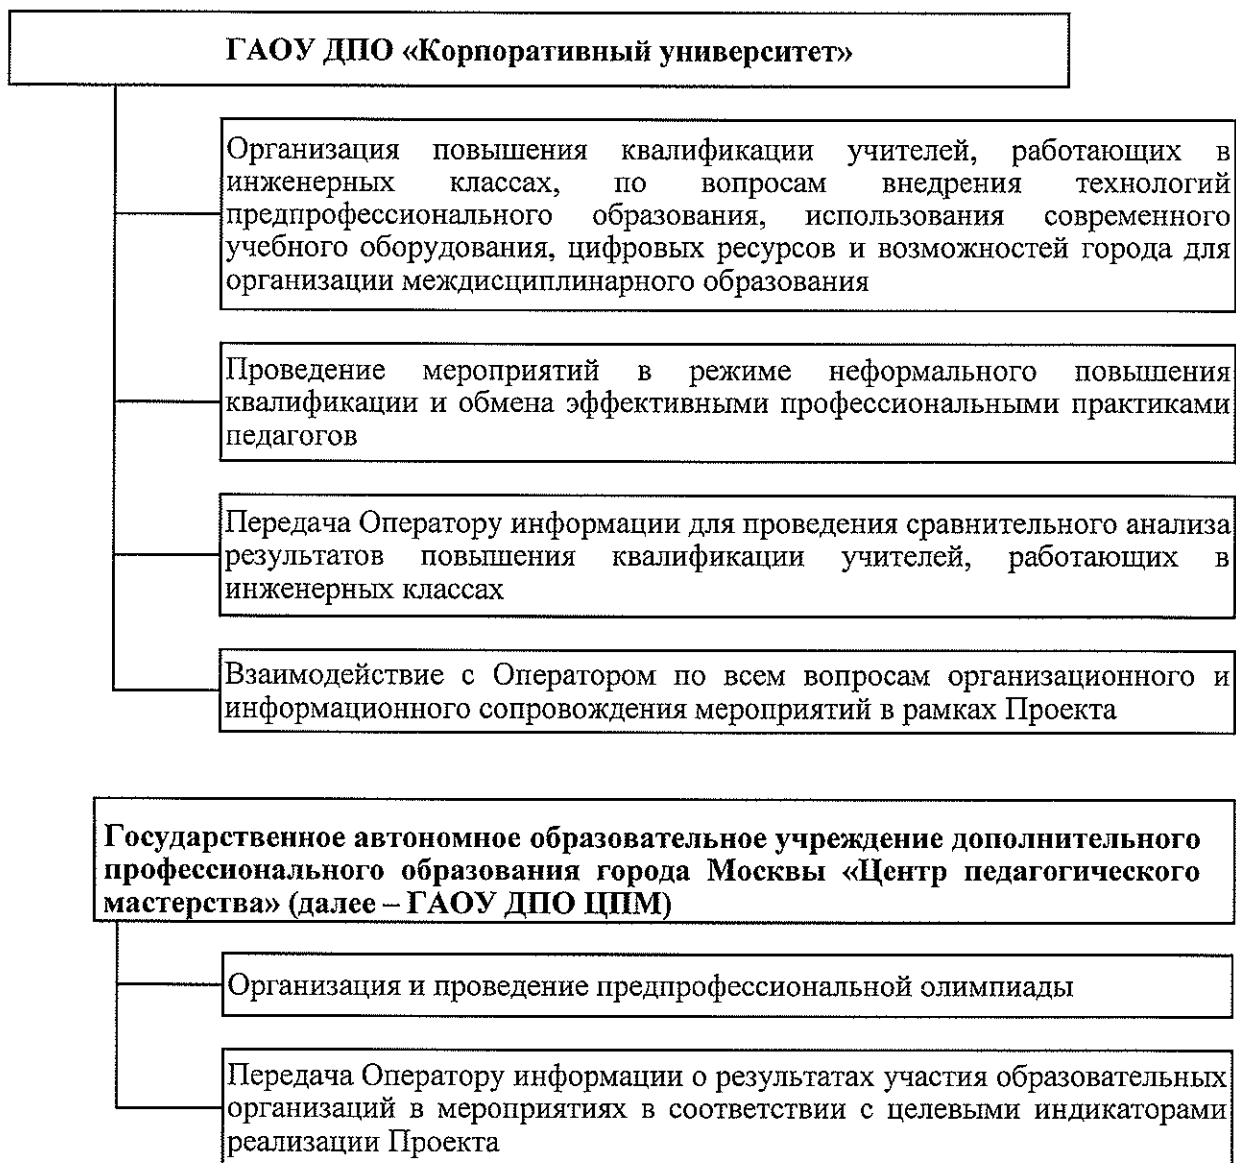 ГАОУ ДПО «Корпоративный университет»
Организация повышения квалификации учителей, работающих в
инженерных классах, по вопросам внедрения технологий
предпрофессионального образования, использования современного
учебного оборудования, цифровых ресурсов и возможностей города для
организации междисциплинарного образования
Проведение мероприятий в режиме неформального повышения
квалификации и обмена эффективными профессиональными практиками
педагогов
Передача Оператору информации для проведения сравнительного анализа
результатов повышения квалификации учителей, работающих в
инженерных классах
Взаимодействие с Оператором по всем вопросам организационного и
информационного сопровождения мероприятий в рамках Проекта
Государственное автономное образовательное учреждение дополнительного
профессионального образования города Москвы «Центр педагогического
мастерства» (далее – ГАОУ ДПО ЦПМ)
Организация и проведение предпрофессиональной олимпиады
Передача Оператору информации о результатах участия образовательных
организаций в мероприятиях в соответствии с целевыми индикаторами
реализации Проекта